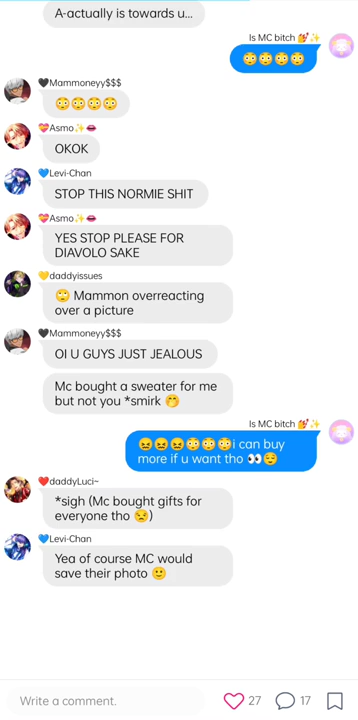 A-actually is towards u...
Is MC bitch 💅✨
😳😳😳😳
🖤Mammoneyy$$$
😳😳😳😳
💝Asmo✨👄
OKOK
💙Levi-Chan
STOP THIS NORMIE SHIT
💝Asmo✨👄
YES STOP PLEASE FOR
DIAVOLO SAKE
💛daddyissues
🙄 Mammon overreacting
over a picture
🖤Mammoneyy$$$
OI U GUYS JUST JEALOUS
Mc bought a sweater for me
but not you *smirk 🤭
Is MC bitch 💅✨
😖😖😖😳😳😳i can buy
more if u want tho 👀😌
❤️daddyLuci~
*sigh (Mc bought gifts for
everyone tho 😒)
💙Levi-Chan
Yea of course MC would
save their photo 🙂
Write a comment.
27
17